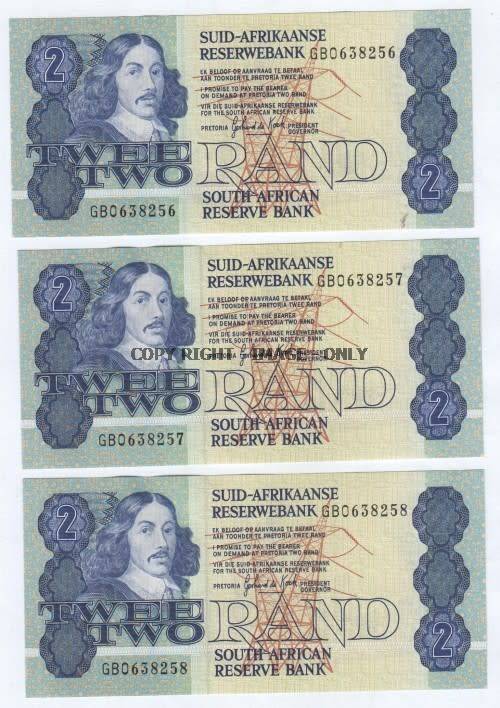 2
SUID-AFRIKAANSE
RESERWEBANK GB0638256
EK BELOOF OP AANVRAAG TE BETAAL
AAN TOONDER TE PRETORIA TWEE RAND
I PROMISE TO PAY THE BEARER
ON DEMAND AT PRETORIA TWO RAND
VIR DIE SUID-AFRIKAANSE RESERWEBANK
FOR THE SOUTH AFRICAN RESERVE BANK
PRETORIA Gerhard de Kock PRESIDENT
GOVERNOR
TWEE
TWO RAND
2
GB0638256
SOUTH AFRICAN
RESERVE BANK
2
SUID-AFRIKAANSE
RESERWEBANK GB0638257
EK BELOOF OP AANVRAAG TE BETAAL
AAN TOONDER TE PRETORIA TWEE RAND
I PROMISE TO PAY THE BEARER
ON DEMAND AT PRETORIA TWO RAND
VIR DIE SUID-AFRIKAANSE RESERWEBANK
FOR THE SOUTH AFRICAN RESERVE BANK
PRESIDENT
COPY RIGHT IMAGE ONLY
TWEE
TWO RAND
2
GB0638257
SOUTH AFRICAN
RESERVE BANK
2
SUID-AFRIKAANSE
RESERWEBANK GB0638258
EK BELOOF OP AANVRAAG TE BETAAL
AAN TOONDER TE PRETORIA TWEE RAND
I PROMISE TO PAY THE BEARER
ON DEMAND AT PRETORIA TWO RAND
VIR DIE SUID-AFRIKAANSE RESERWEBANK
FOR THE SOUTH AFRICAN RESERVE BANK
PRETORIA Gerhard de Kock PRESIDENT
GOVERNOR
TWEE
TWO RAND
2
GB0638258
SOUTH AFRICAN
RESERVE BANK